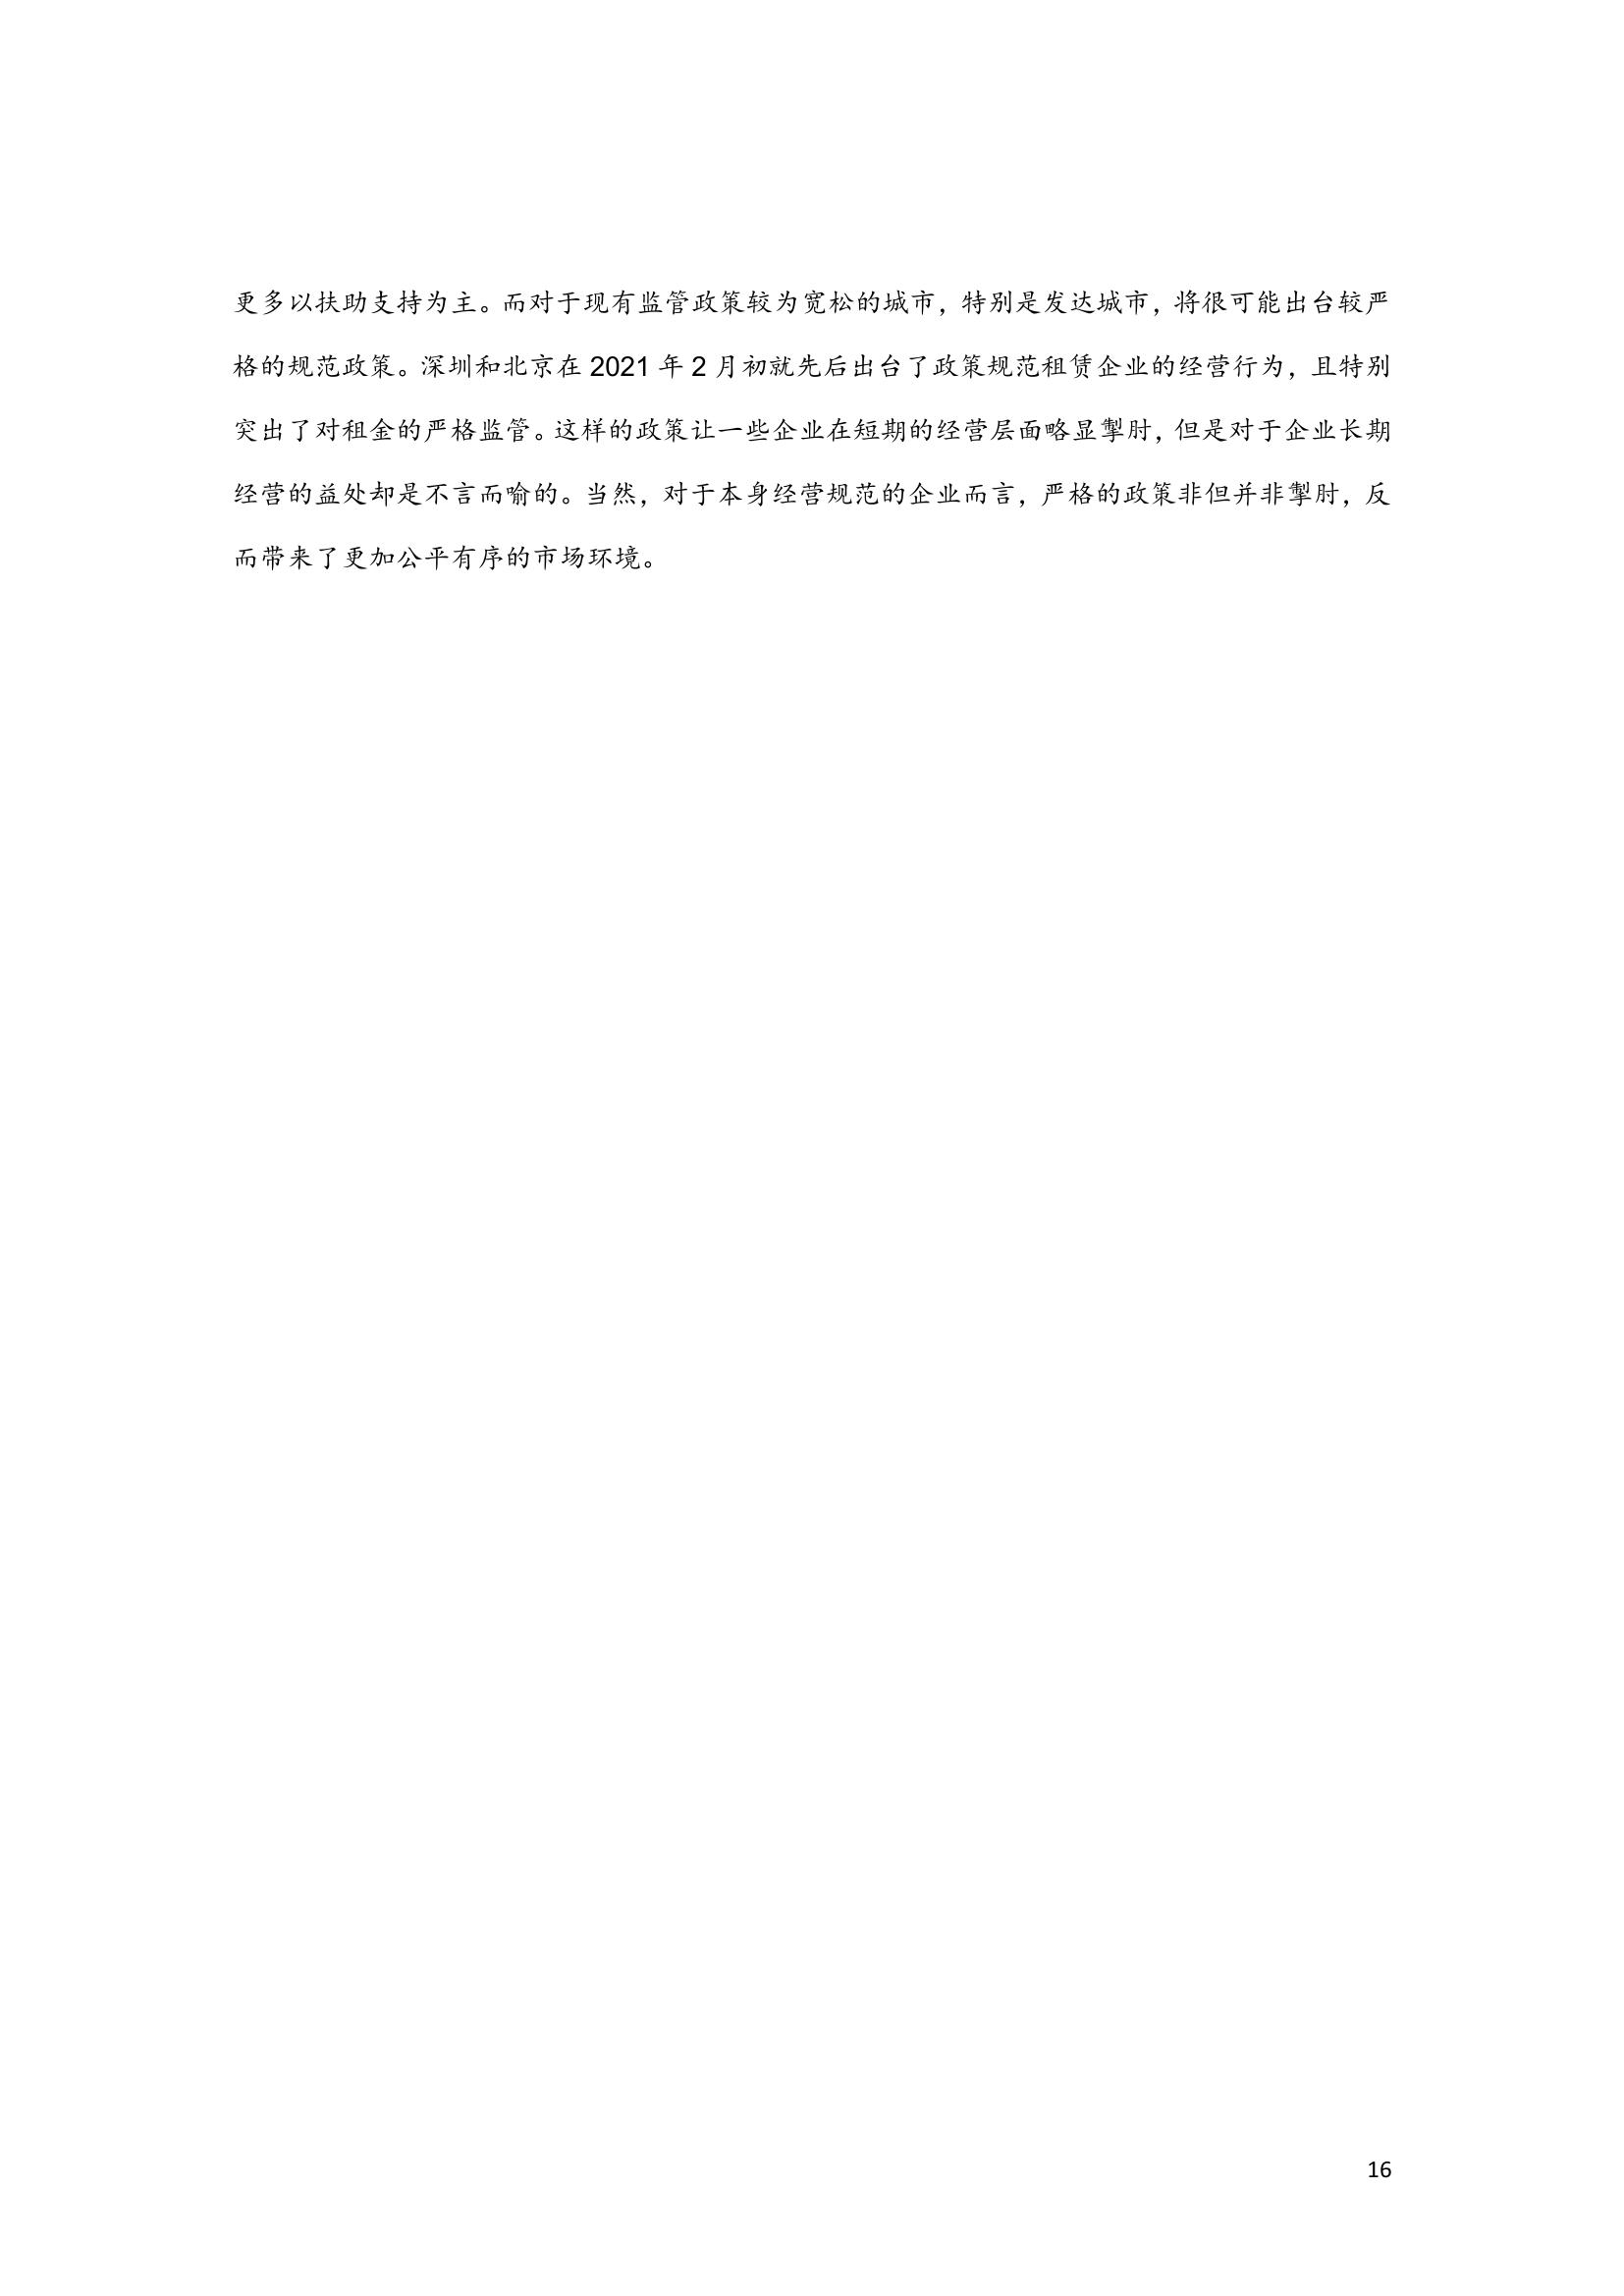 更多以扶助支持为主。而对于现有监管政策较为宽松的城市，特别是发达城市，将很可能出台较严
格的规范政策。深圳和北京在 2021 年 2 月初就先后出台了政策规范租赁企业的经营行为，且特别
突出了对租金的严格监管。这样的政策让一些企业在短期的经营层面略显掣肘，但是对于企业长期
经营的益处却是不言而喻的。当然，对于本身经营规范的企业而言，严格的政策非但并非掣肘，反
而带来了更加公平有序的市场环境。
16